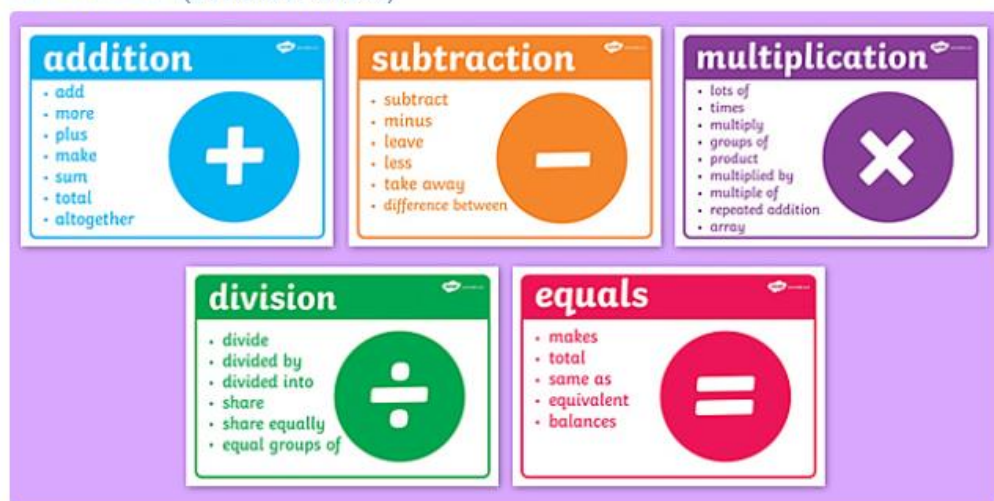 addition
• add
• more
• plus
• make
• sum
• total
• altogether
subtraction
• subtract
• minus
• leave
• less
• take away
• difference between
multiplication
• lots of
• times
• multiply
• groups of
• product
• multiplied by
• multiple of
• repeated addition
• array
division
• divide
• divided by
• divided into
• share
• share equally
• equal groups of
equals
• makes
• total
• same as
• equivalent
• balances